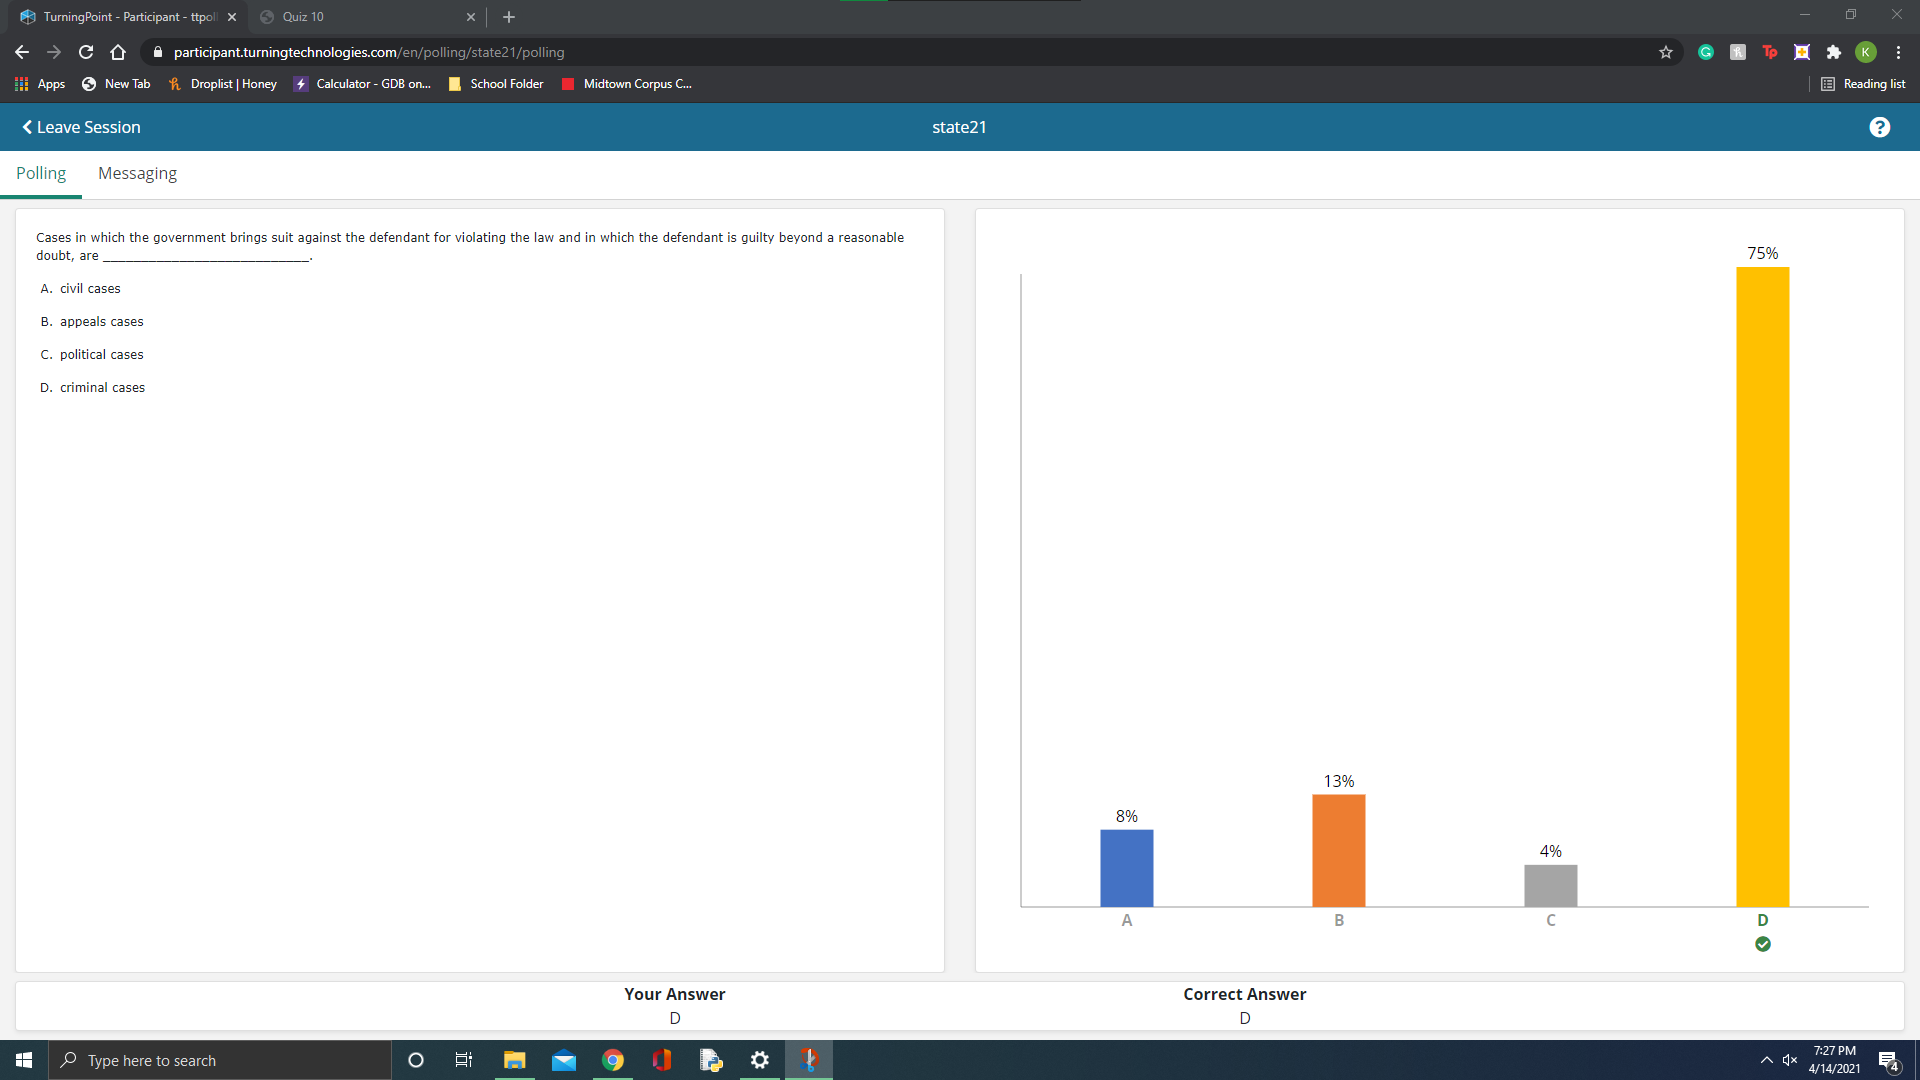 TurningPoint - Participant - ttpoll
Quiz 10
participant.turningtechnologies.com/en/polling/state21/polling
Tp
K
Apps
New Tab
Droplist | Honey
Calculator - GDB on...
School Folder
Midtown Corpus C...
Reading list
Leave Session
state21
?
Polling
Messaging
Cases in which the government brings suit against the defendant for violating the law and in which the defendant is guilty beyond a reasonable
doubt, are ___________________________.
A. civil cases
B. appeals cases
C. political cases
D. criminal cases
75%
13%
8%
4%
A
B
C
D
Your Answer
Correct Answer
D
D
Type here to search
7:27 PM
4/14/2021
4